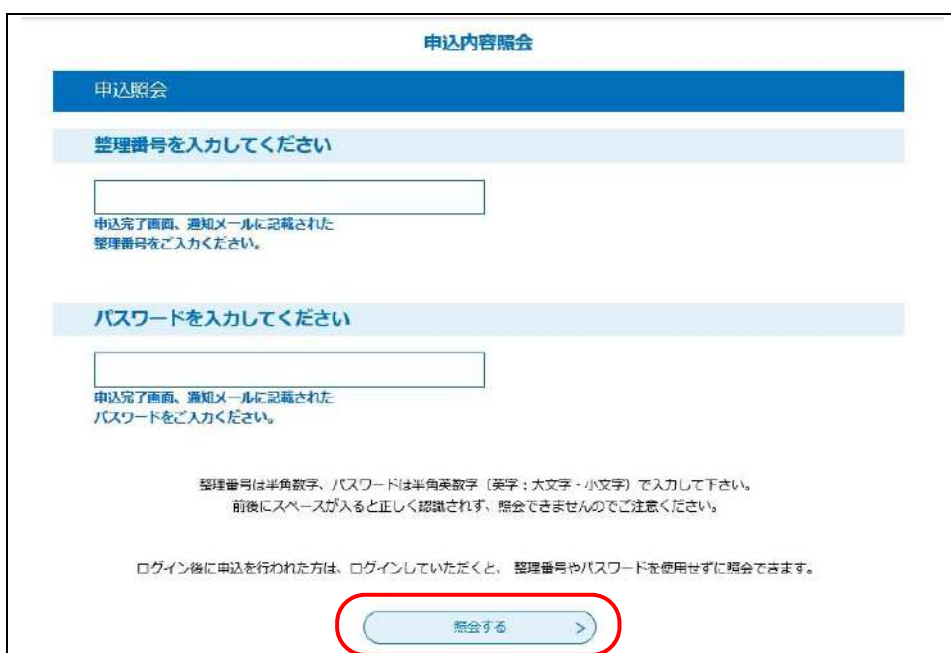 申込内容照会
申込照会
整理番号を入力してください
申込完了画面、通知メールに記載された
整理番号をご入力ください。
パスワードを入力してください
申込完了画面、通知メールに記載された
パスワードをご入力ください。
整理番号は半角数字、パスワードは半角英数字（英字：大文字・小文字）で入力して下さい。
前後にスペースが入ると正しく認識されず、照会できませんのでご注意ください。
ログイン後に申込を行われた方は、ログインしていただくと、 整理番号やパスワードを使用せずに照会できます。
照会する >